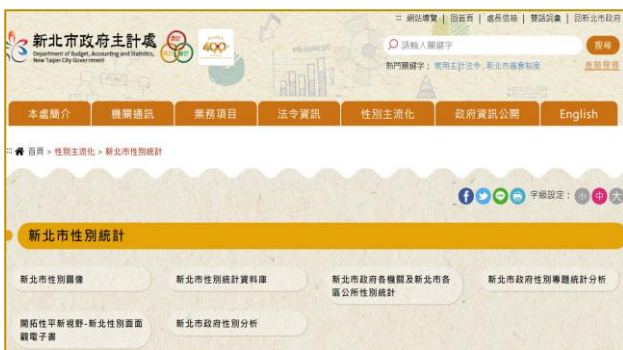 ::: 網站導覽 | 回首頁 | 處長信箱 | 雙語詞彙 | 回新北市政府
新北市政府主計處
Department of Budget, Accounting and Statistics,
New Taipei City Government
請輸入關鍵字
搜尋
熱門關鍵字： 常用主計法令 , 新北市議會制度
進階搜尋
本處簡介 機關通訊 業務項目 法令資訊 性別主流化 政府資訊公開 English
::: 首頁 > 性別主流化 > 新北市性別統計
字級設定： 小 中 大
新北市性別統計
新北市性別圖像 新北市性別統計資料庫 新北市政府各機關及新北市各 新北市政府性別專題統計分析
區公所性別統計
開拓性平新視野-新北性別面面 新北市政府性別分析
觀電子書